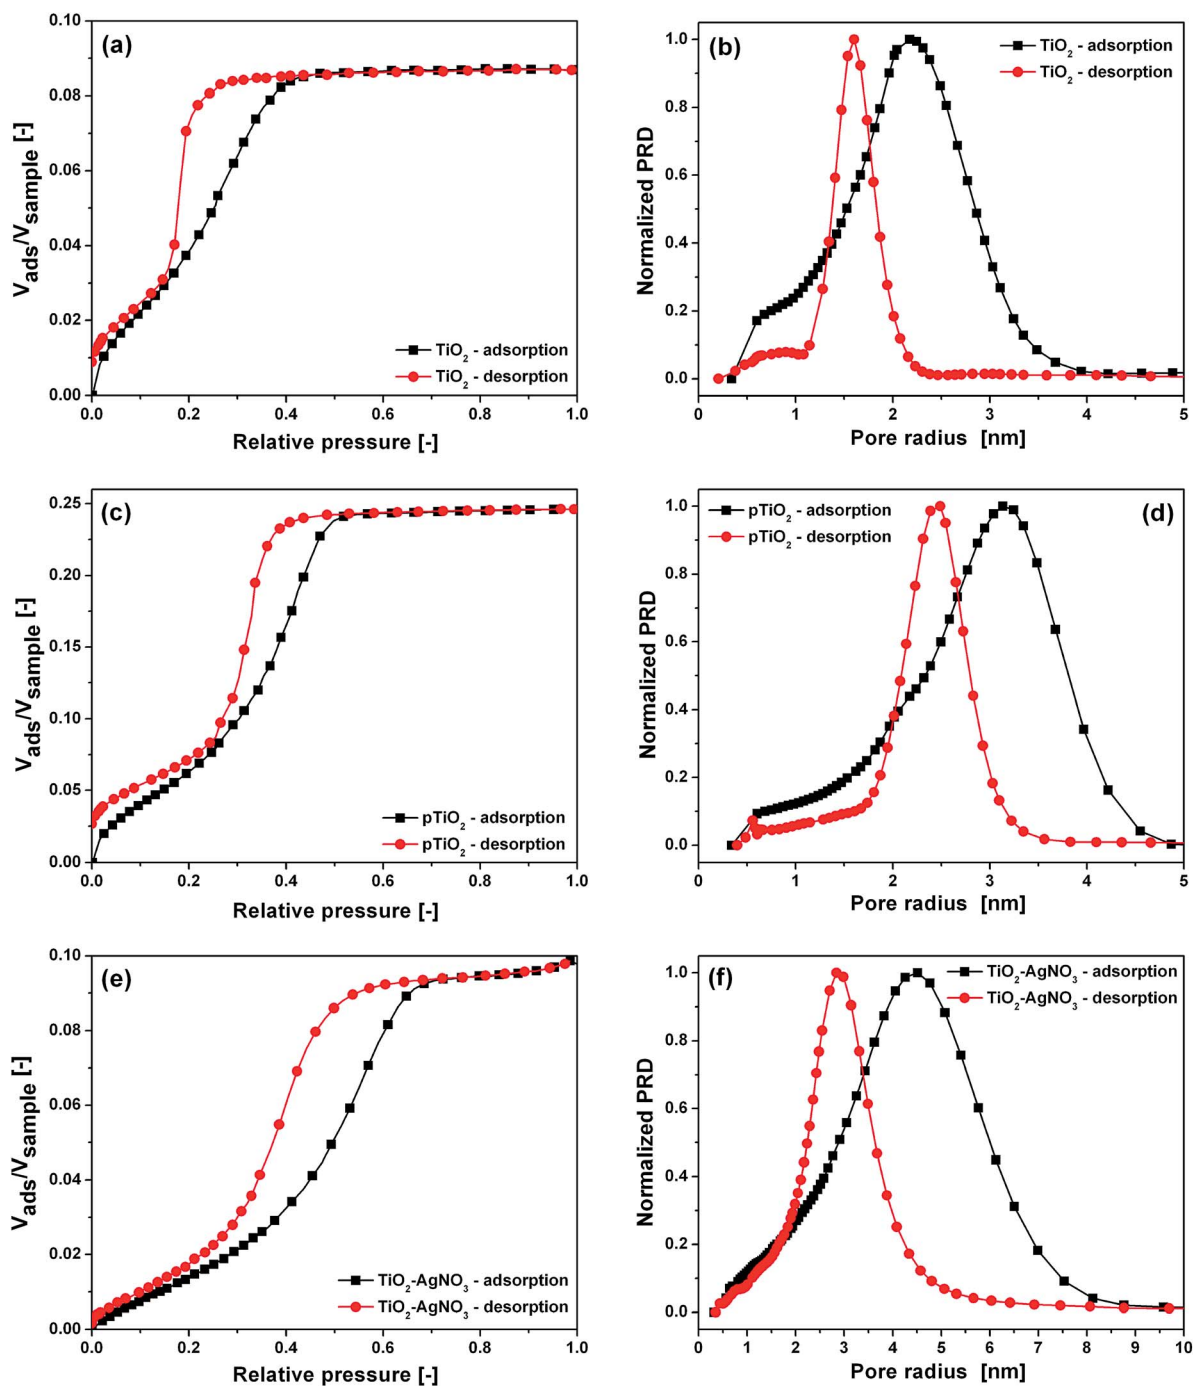 (a)
V_ads/V_sample [-]
0.10
0.08
0.06
0.04
0.02
0.00
TiO₂ - adsorption
TiO₂ - desorption
0.0 0.2 0.4 0.6 0.8 1.0
Relative pressure [-]
(b)
Normalized PRD
1.0
0.8
0.6
0.4
0.2
0.0
TiO₂ - adsorption
TiO₂ - desorption
0 1 2 3 4 5
Pore radius [nm]
(c)
V_ads/V_sample [-]
0.25
0.20
0.15
0.10
0.05
0.00
pTiO₂ - adsorption
pTiO₂ - desorption
0.0 0.2 0.4 0.6 0.8 1.0
Relative pressure [-]
(d)
Normalized PRD
1.0
0.8
0.6
0.4
0.2
0.0
pTiO₂ - adsorption
pTiO₂ - desorption
0 1 2 3 4 5
Pore radius [nm]
(e)
V_ads/V_sample [-]
0.10
0.08
0.06
0.04
0.02
0.00
TiO₂-AgNO₃ - adsorption
TiO₂-AgNO₃ - desorption
0.0 0.2 0.4 0.6 0.8 1.0
Relative pressure [-]
(f)
Normalized PRD
1.0
0.8
0.6
0.4
0.2
0.0
TiO₂-AgNO₃ - adsorption
TiO₂-AgNO₃ - desorption
0 1 2 3 4 5 6 7 8 9 10
Pore radius [nm]